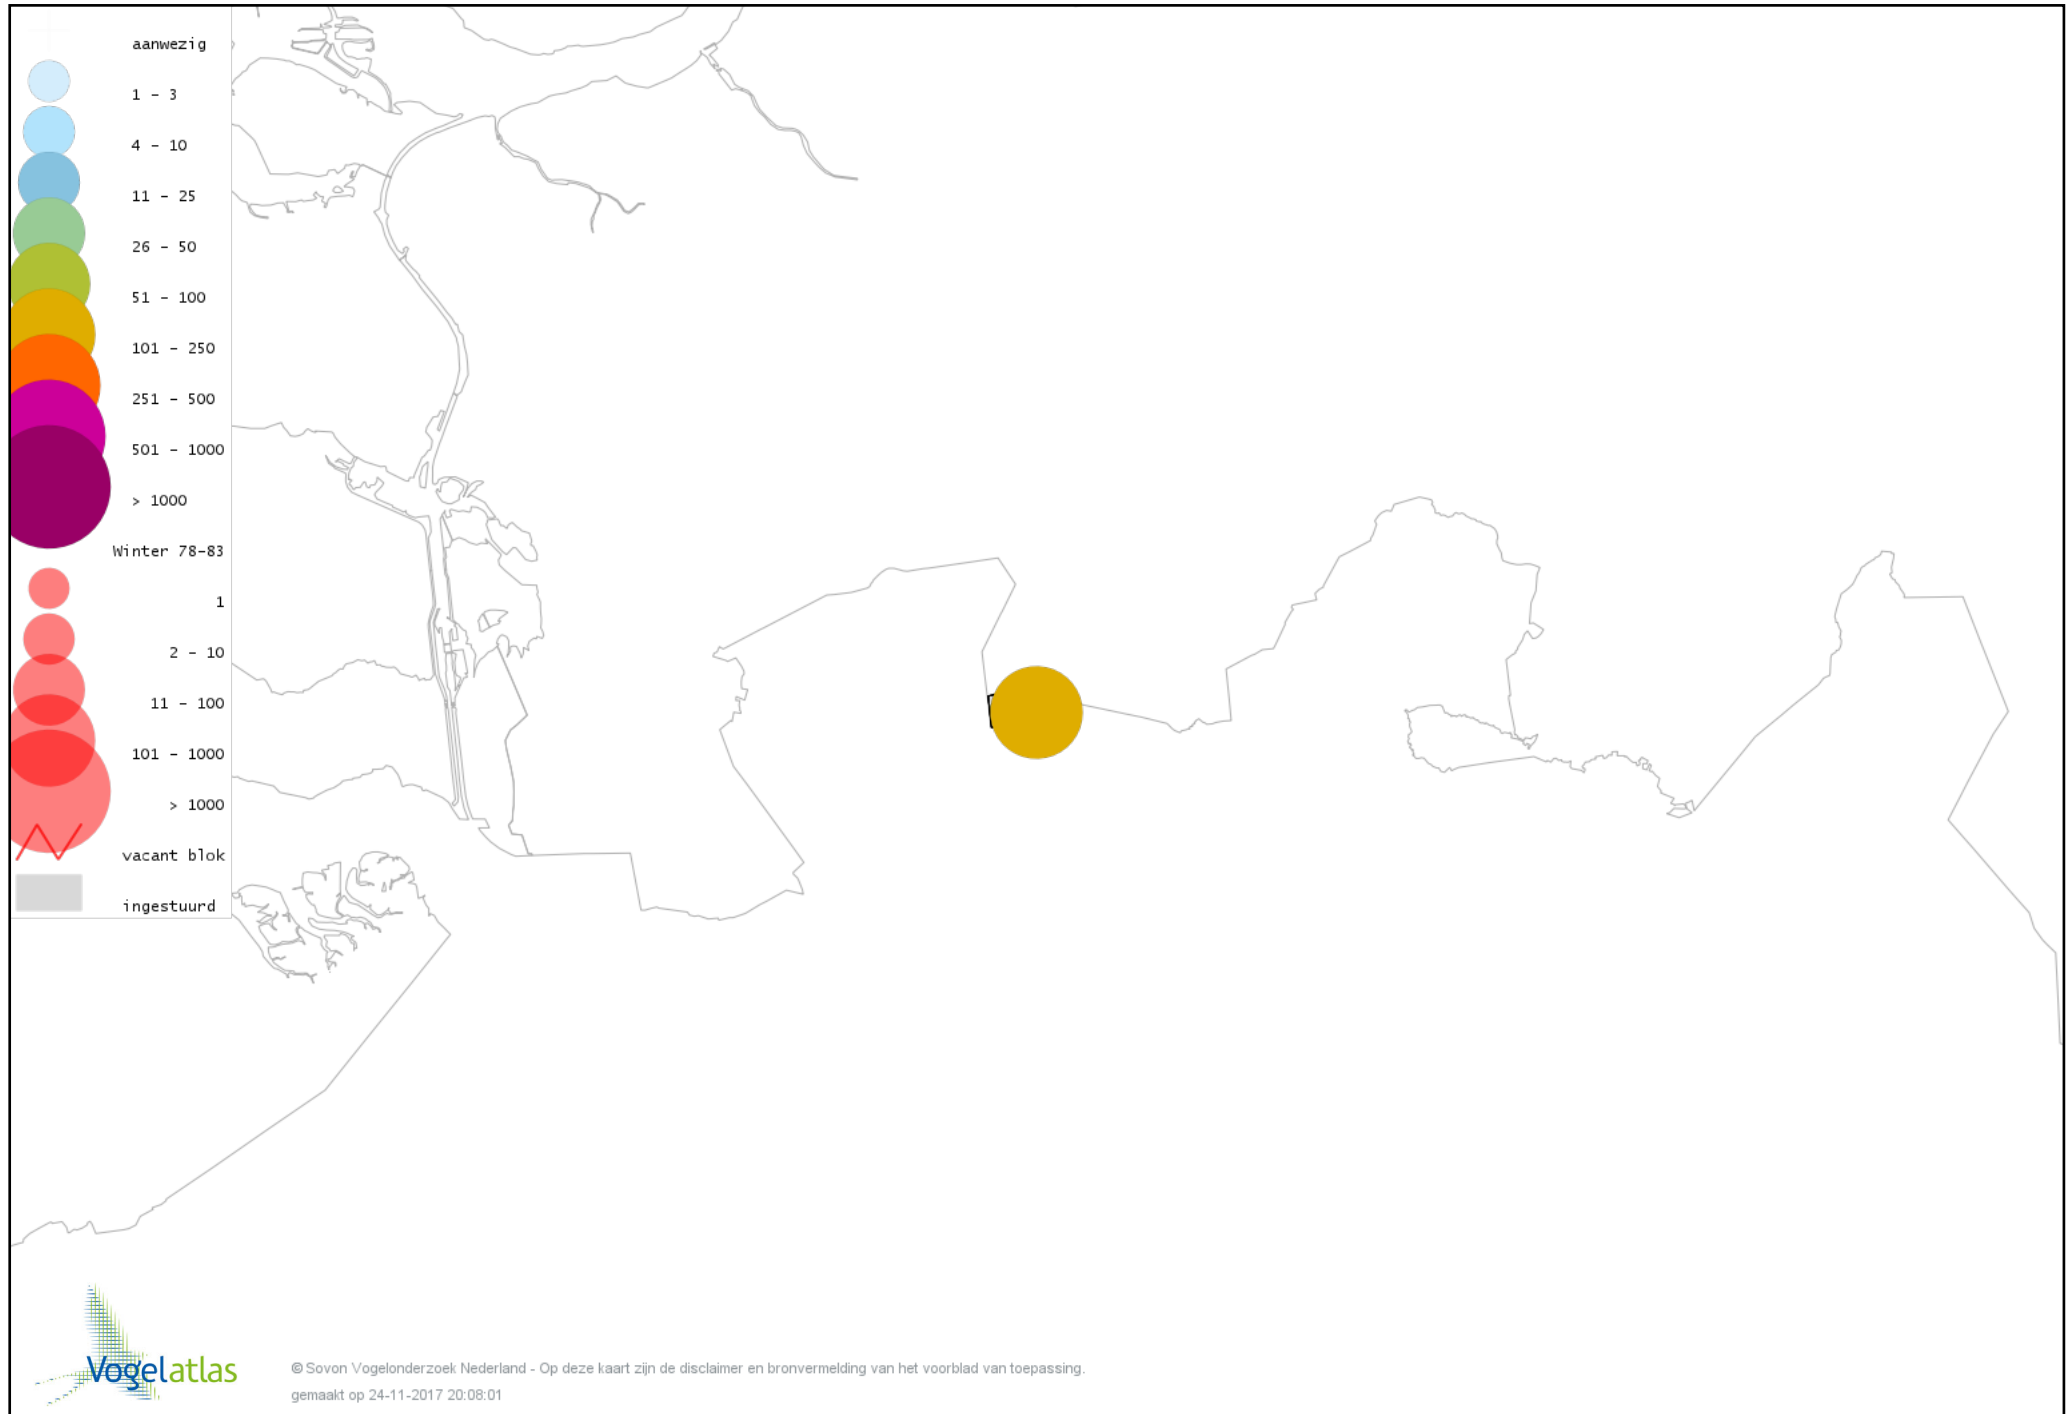 aanwezig
1 - 3
4 - 10
11 - 25
26 - 50
51 - 100
101 - 250
251 - 500
501 - 1000
> 1000
Winter 78-83
1
2 - 10
11 - 100
101 - 1000
> 1000
vacant blok
ingestuurd
Vogelatlas
© Sovon Vogelonderzoek Nederland - Op deze kaart zijn de disclaimer en bronvermelding van het voorblad van toepassing.
gemaakt op 24-11-2017 20:08:01